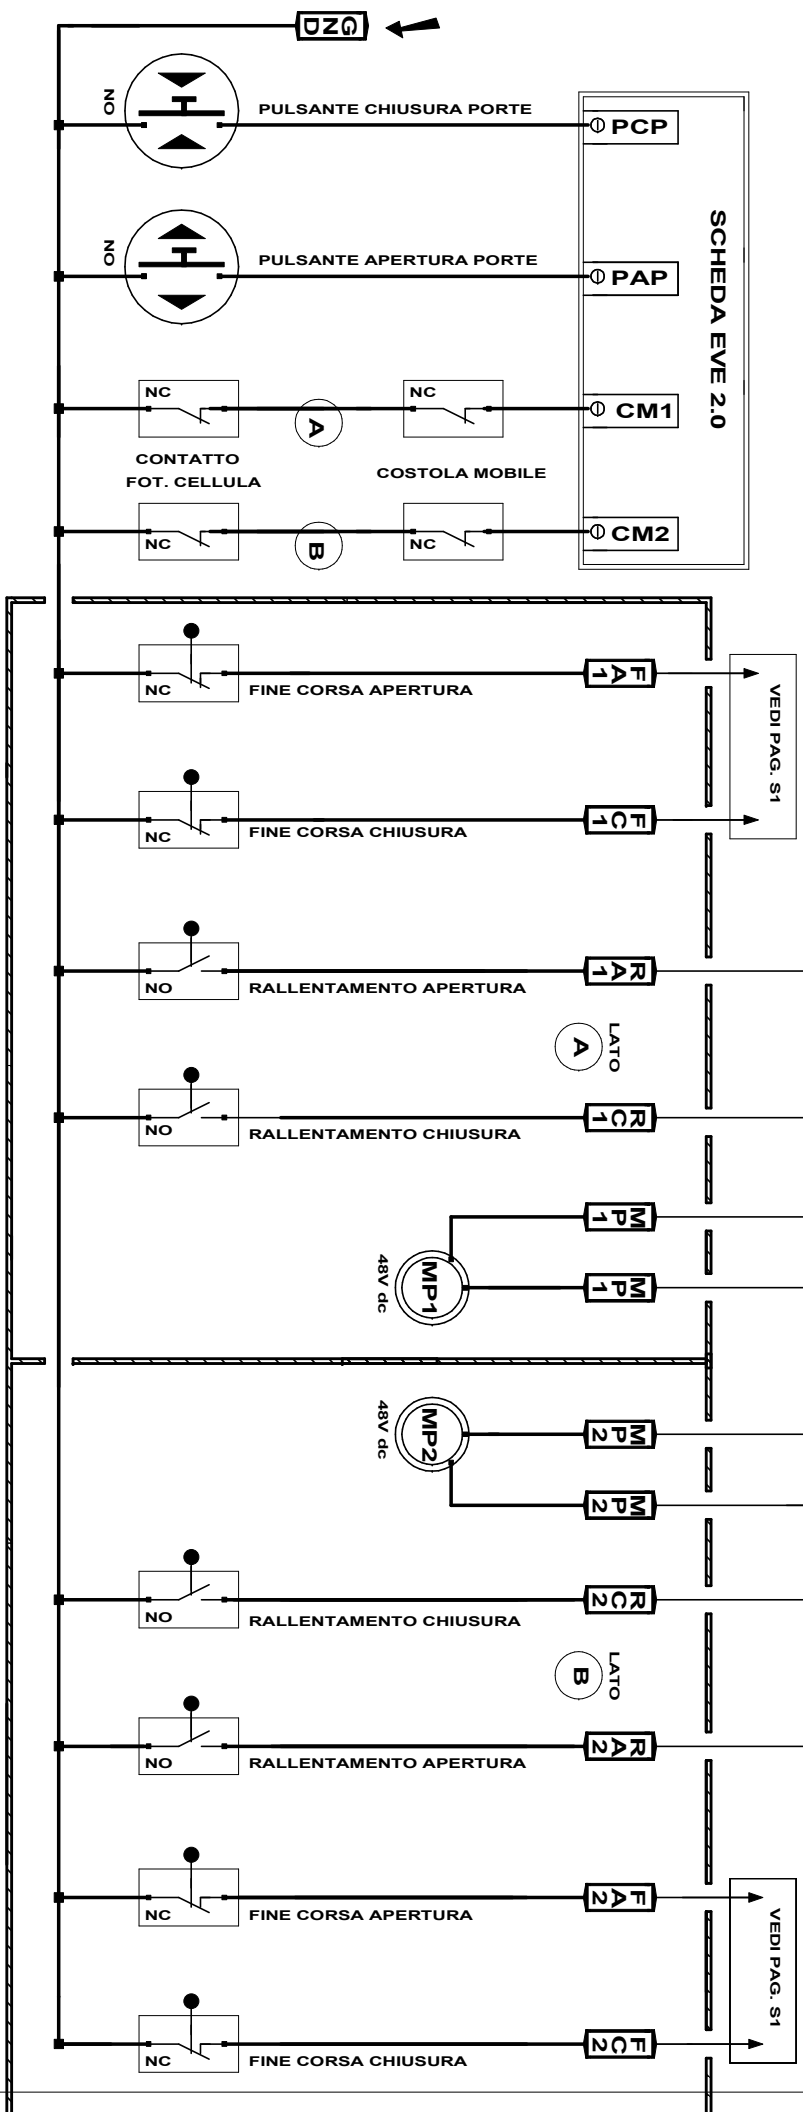 GND
NO
PULSANTE CHIUSURA PORTE
PCP
SCHEDA EVE 2.0
NO
PULSANTE APERTURA PORTE
PAP
NC
A
NC
CM1
CONTATTO
FOT. CELLULA
COSTOLA MOBILE
NC
B
NC
CM2
NC
FINE CORSA APERTURA
FA1
VEDI PAG. S1
NC
FINE CORSA CHIUSURA
FC1
NO
RALLENTAMENTO APERTURA
RA1
A
LATO
NO
RALLENTAMENTO CHIUSURA
RC1
MP1
48V dc
MP1
MP1
48V dc
MP2
MP2
MP2
NO
RALLENTAMENTO CHIUSURA
RC2
B
LATO
NO
RALLENTAMENTO APERTURA
RA2
NC
FINE CORSA APERTURA
FA2
VEDI PAG. S1
NC
FINE CORSA CHIUSURA
FC2